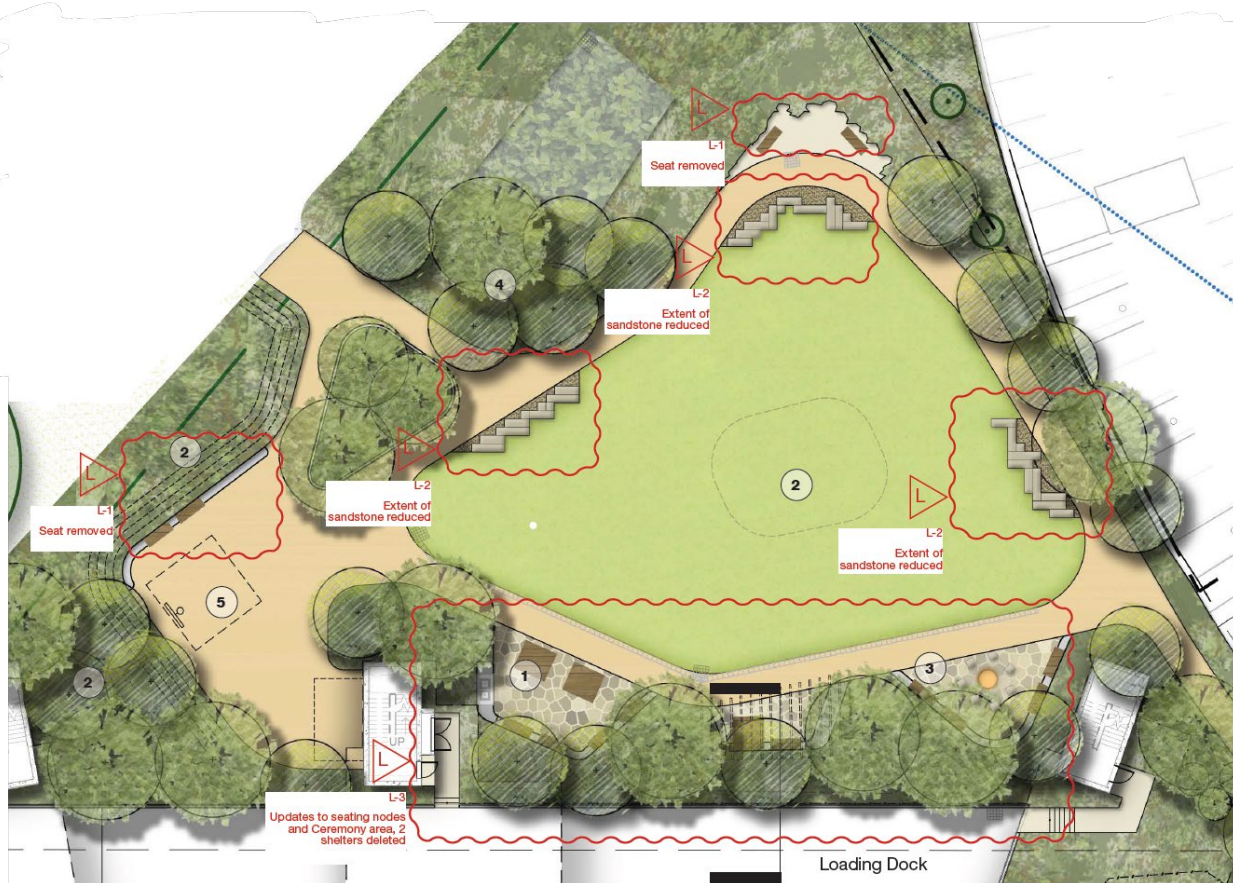 L
L-1
Seat removed
L
L-2
Extent of
sandstone reduced
4
L
L-2
Extent of
sandstone reduced
2
L
L-1
Seat removed
2
L
L-2
Extent of
sandstone reduced
5
1
3
2
UP
L
L-3
Updates to seating nodes
and Ceremony area, 2
shelters deleted
Loading Dock